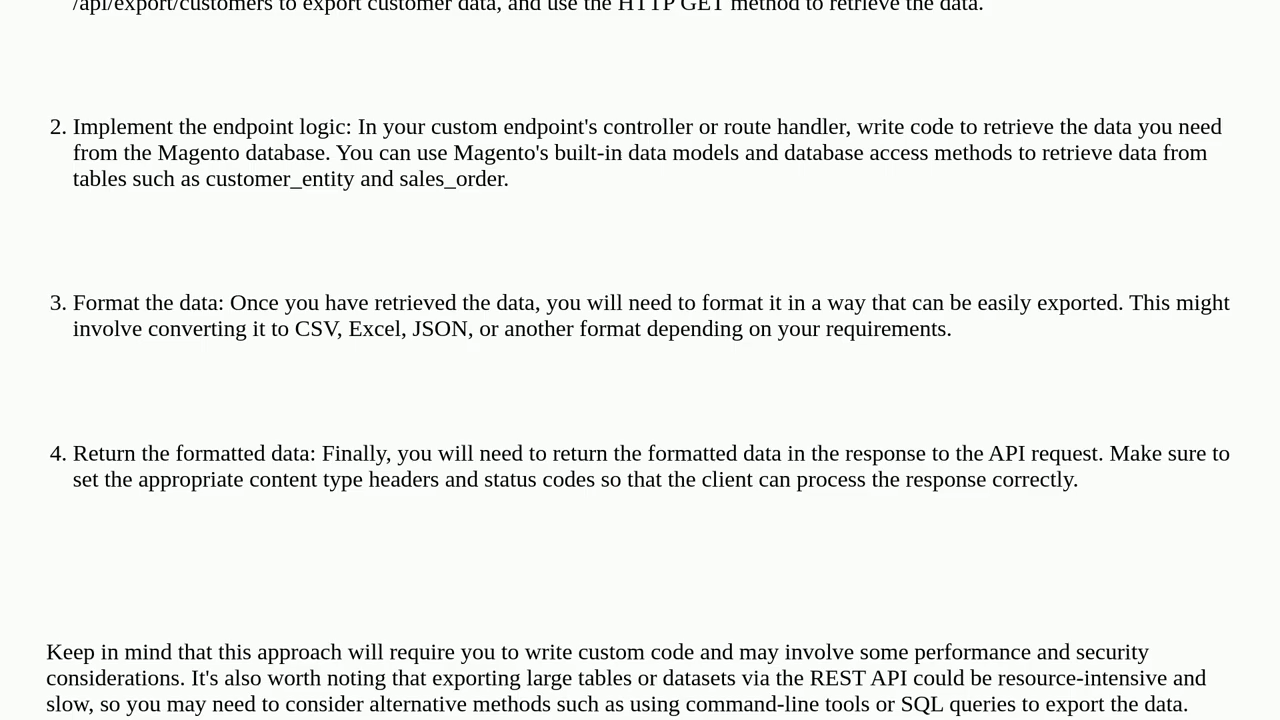 /api/export/customers to export customer data, and use the HTTP GET method to retrieve the data.
2. Implement the endpoint logic: In your custom endpoint's controller or route handler, write code to retrieve the data you need
from the Magento database. You can use Magento's built-in data models and database access methods to retrieve data from
tables such as customer_entity and sales_order.
3. Format the data: Once you have retrieved the data, you will need to format it in a way that can be easily exported. This might
involve converting it to CSV, Excel, JSON, or another format depending on your requirements.
4. Return the formatted data: Finally, you will need to return the formatted data in the response to the API request. Make sure to
set the appropriate content type headers and status codes so that the client can process the response correctly.
Keep in mind that this approach will require you to write custom code and may involve some performance and security
considerations. It's also worth noting that exporting large tables or datasets via the REST API could be resource-intensive and
slow, so you may need to consider alternative methods such as using command-line tools or SQL queries to export the data.